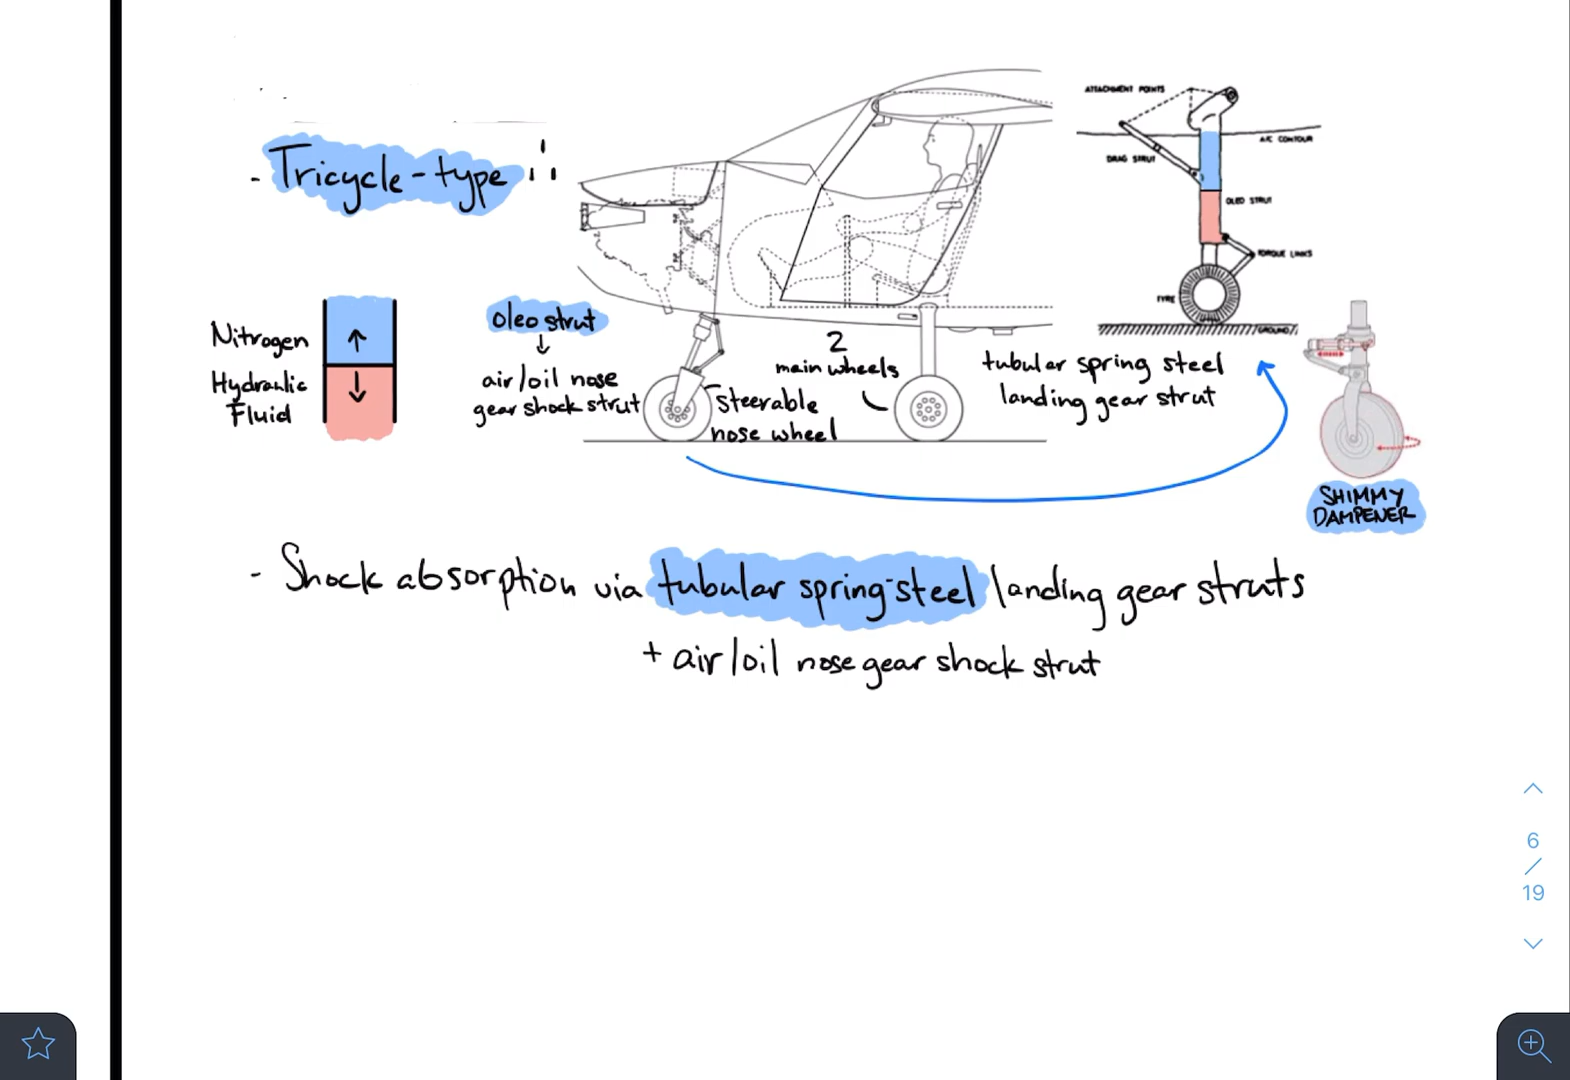 - Tricycle-type
ATTACHMENT POINTS
A/C CONTOUR
DRAG STRUT
OLEO STRUT
TORQUE LINKS
TYRE
GROUND
Nitrogen
Hydraulic
Fluid
oleo strut
air/oil nose
gear shock strut
steerable
nose wheel
2
main wheels
tubular spring steel
landing gear strut
SHIMMY
DAMPENER
- Shock absorption via tubular spring-steel landing gear struts
+ air/oil nose gear shock strut
6
/
19